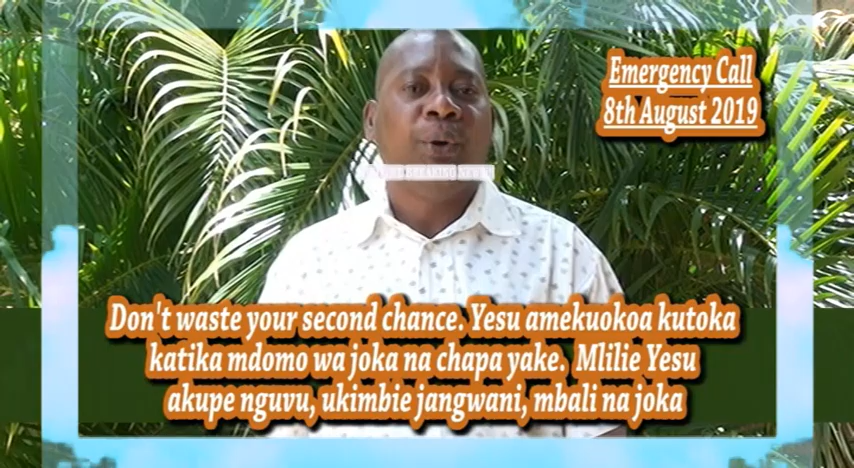 Emergency Call
8th August 2019
Don't waste your second chance. Yesu amekuokoa kutoka
katika mdomo wa joka na chapa yake. Mlilie Yesu
akupe nguvu, ukimbie jangwani, mbali na joka